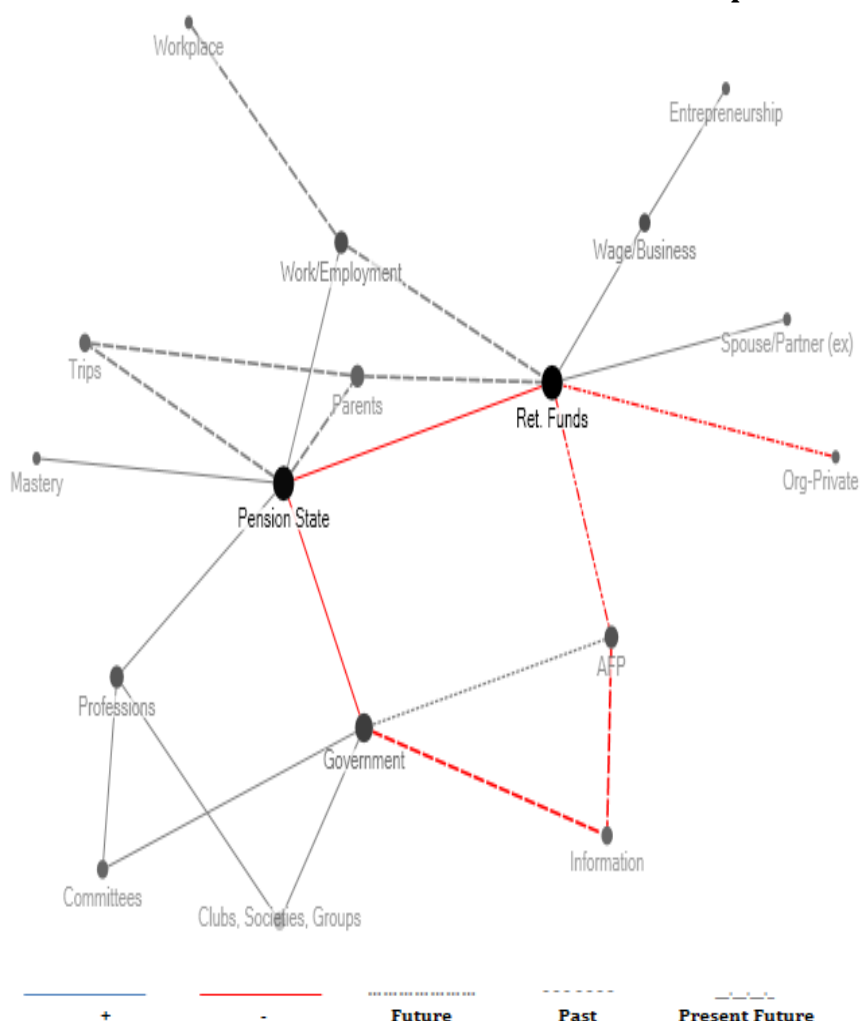 Workplace
Entrepreneurship
Wage/Business
Work/Employment
Spouse/Partner (ex)
Trips
Parents
Ret. Funds
Mastery
Org-Private
Pension State
AFP
Professions
Government
Information
Committees
Clubs, Societies, Groups
+ - Future Past Present Future